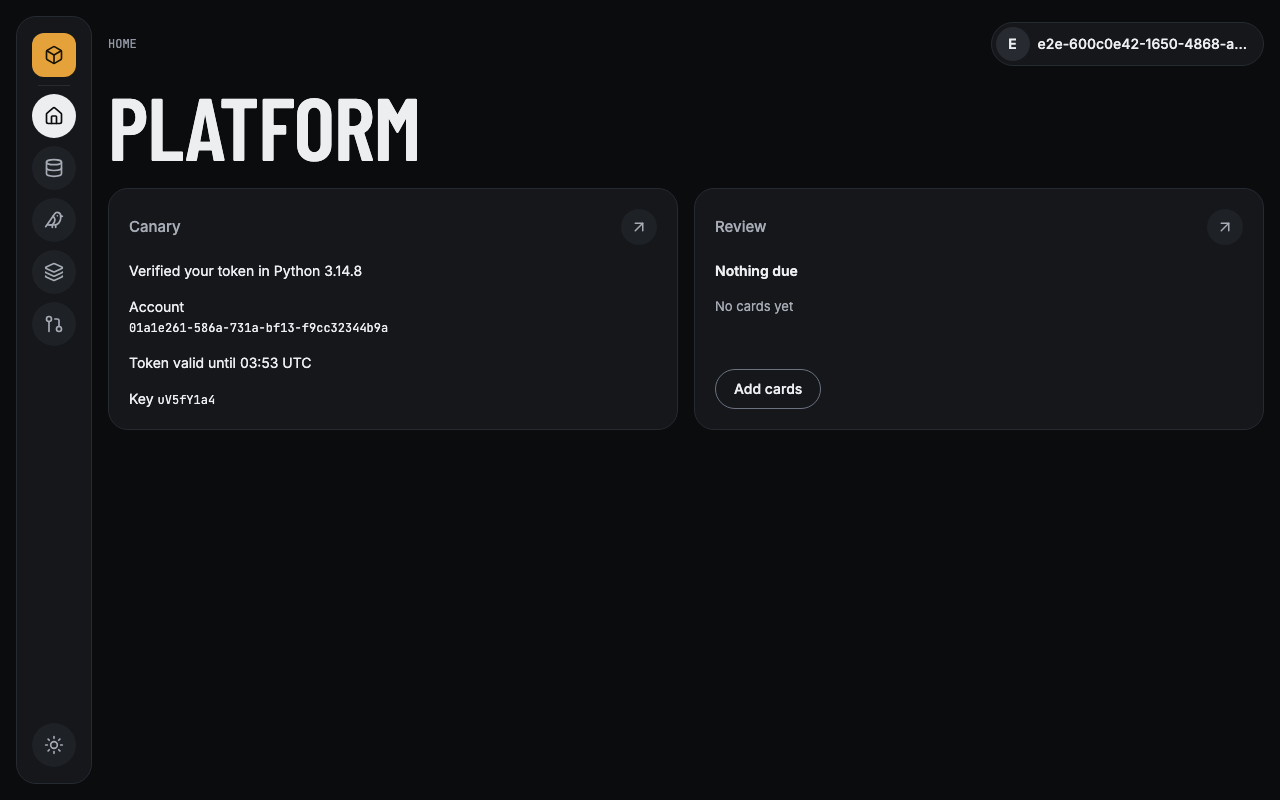 HOME
E
e2e-600c0e42-1650-4868-a...
PLATFORM
Canary
Verified your token in Python 3.14.8
Account
01a1e261-586a-731a-bf13-f9cc32344b9a
Token valid until 03:53 UTC
Key uV5fY1a4
Review
Nothing due
No cards yet
Add cards